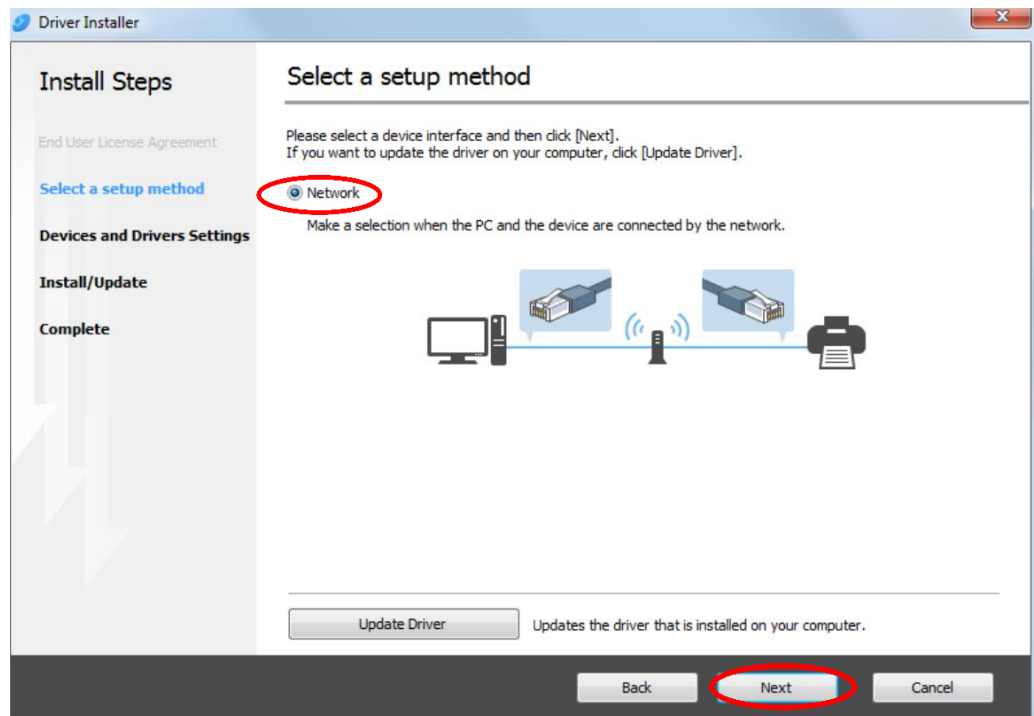 Driver Installer
Install Steps
End User License Agreement
Select a setup method
Devices and Drivers Settings
Install/Update
Complete
Select a setup method
Please select a device interface and then click [Next].
If you want to update the driver on your computer, click [Update Driver].
Network
Make a selection when the PC and the device are connected by the network.
Update Driver
Updates the driver that is installed on your computer.
Back
Next
Cancel